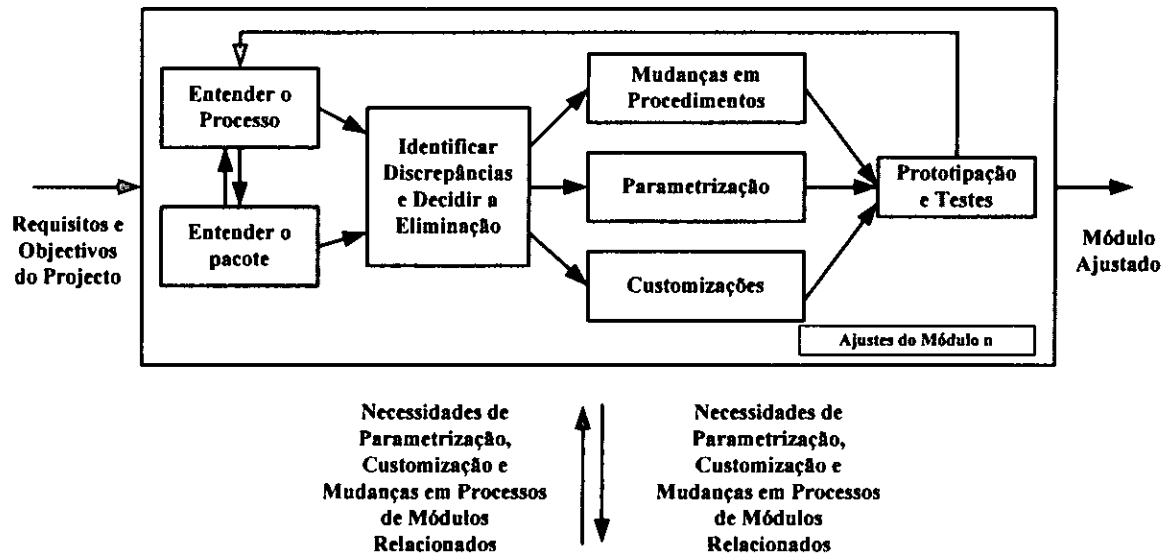 Entender o
Processo
Entender o
pacote
Identificar
Discrepâncias
e Decidir a
Eliminação
Mudanças em
Procedimentos
Parametrização
Customizações
Prototipação
e Testes
Requisitos e
Objectivos
do Projecto
Módulo
Ajustado
Ajustes do Módulo n
Necessidades de
Parametrização,
Customização e
Mudanças em Processos
de Módulos
Relacionados
Necessidades de
Parametrização,
Customização e
Mudanças em Processos
de Módulos
Relacionados